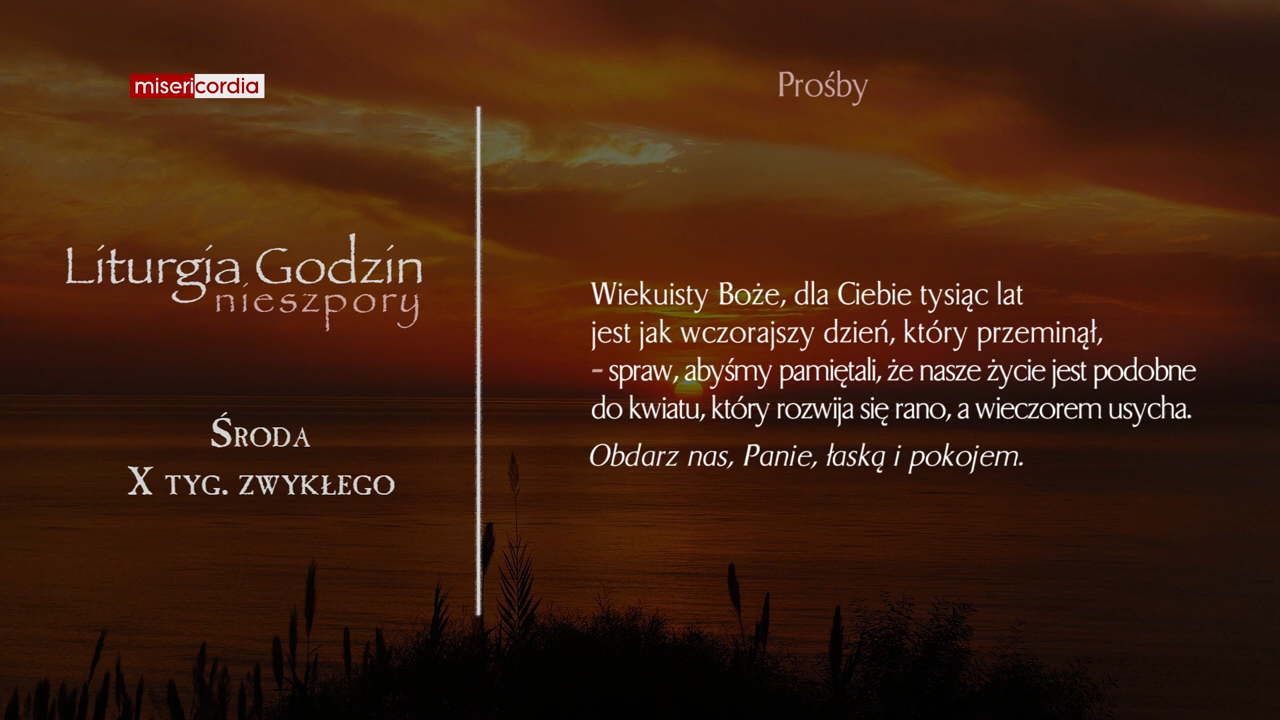 misericordia
Liturgia Godzin
nieszpory
Środa
X tyg. zwykłego
Prośby
Wiekuisty Boże, dla Ciebie tysiąc lat
jest jak wczorajszy dzień, który przeminął,
- spraw, abyśmy pamiętali, że nasze życie jest podobne
do kwiatu, który rozwija się rano, a wieczorem usycha.
Obdarz nas, Panie, łaską i pokojem.